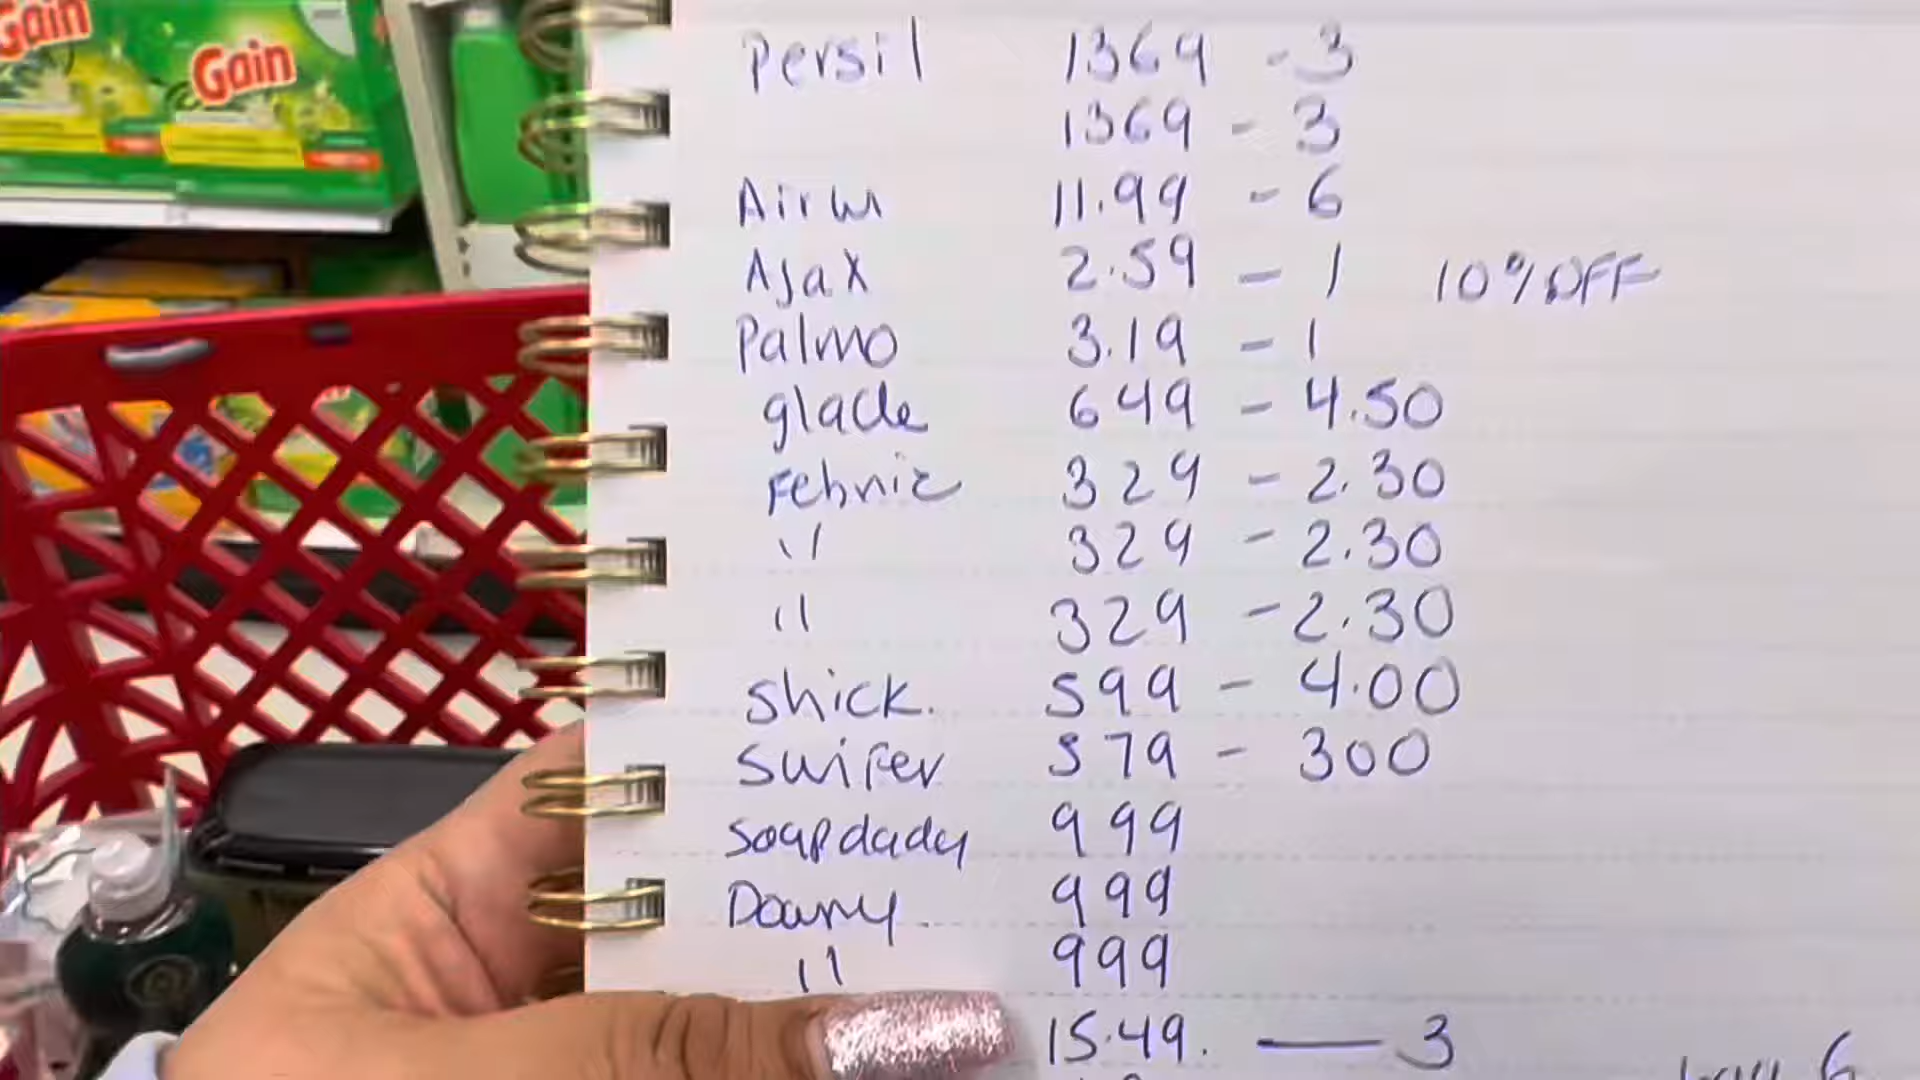 Gain
Gain
Persil 1369 - 3
1369 - 3
Airw 11.99 - 6
Ajax 2.59 - 1 10% OFF
Palmo 3.19 - 1
glade 649 - 4.50
Febriz 329 - 2.30
" 329 - 2.30
" 329 - 2.30
shick. 599 - 4.00
swifer 579 - 300
soapdady 999
Downy 999
" 999
15.49. — 3
6